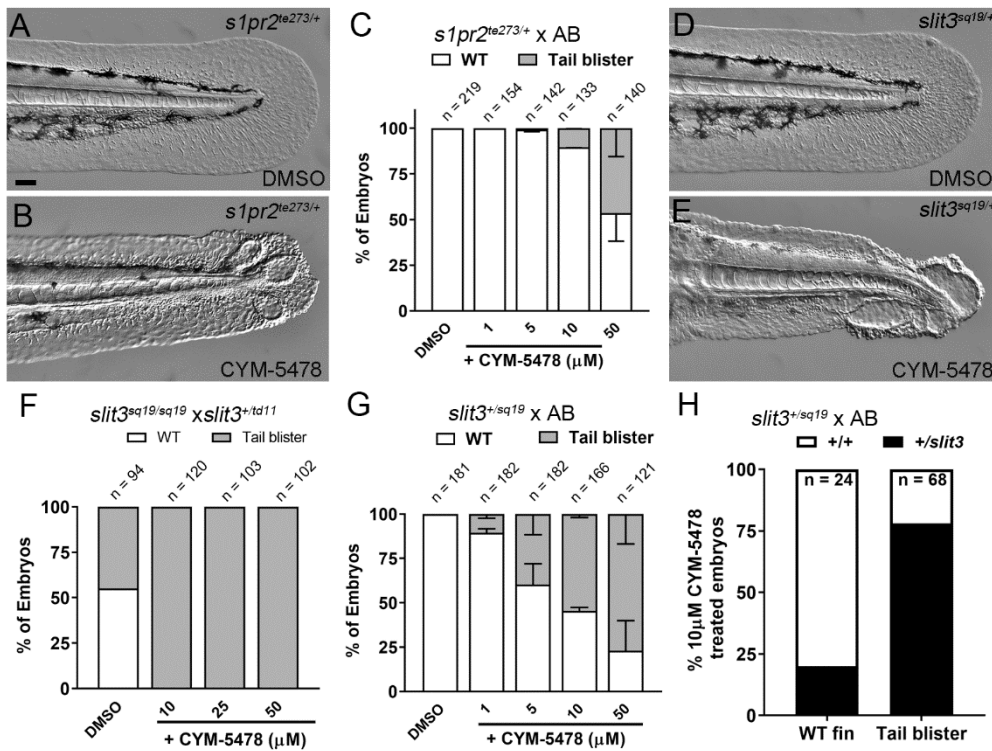 A
s1pr2te273/+
DMSO
B
s1pr2te273/+
CYM-5478
C
s1pr2te273/+ x AB
WT Tail blister
n = 219 n = 154 n = 142 n = 133 n = 140
% of Embryos
100
75
50
25
0
DMSO 1 5 10 50
+ CYM-5478 (μM)
D
slit3sq19/+
DMSO
E
slit3sq19/+
CYM-5478
F
slit3sq19/sq19 xslit3+/td11
WT Tail blister
n = 94 n = 120 n = 103 n = 102
% of Embryos
100
75
50
25
0
DMSO 10 25 50
+ CYM-5478 (μM)
G
slit3+/sq19 x AB
WT Tail blister
n = 181 n = 182 n = 182 n = 166 n = 121
% of Embryos
100
75
50
25
0
DMSO 1 5 10 50
+ CYM-5478 (μM)
H
slit3+/sq19 x AB
+/+ +/slit3
% 10μM CYM-5478
treated embryos
100
75
50
25
0
n = 24 n = 68
WT fin Tail blister